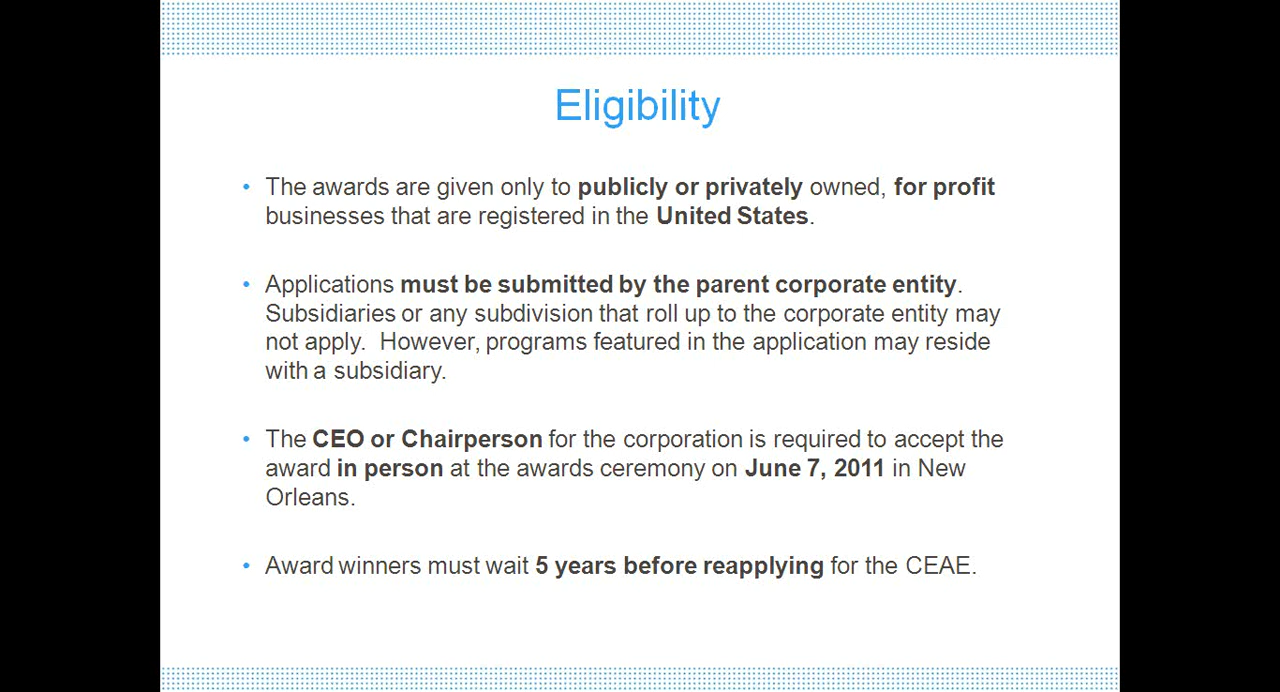 Eligibility
• The awards are given only to publicly or privately owned, for profit
businesses that are registered in the United States.
• Applications must be submitted by the parent corporate entity.
Subsidiaries or any subdivision that roll up to the corporate entity may
not apply.  However, programs featured in the application may reside
with a subsidiary.
• The CEO or Chairperson for the corporation is required to accept the
award in person at the awards ceremony on June 7, 2011 in New
Orleans.
• Award winners must wait 5 years before reapplying for the CEAE.